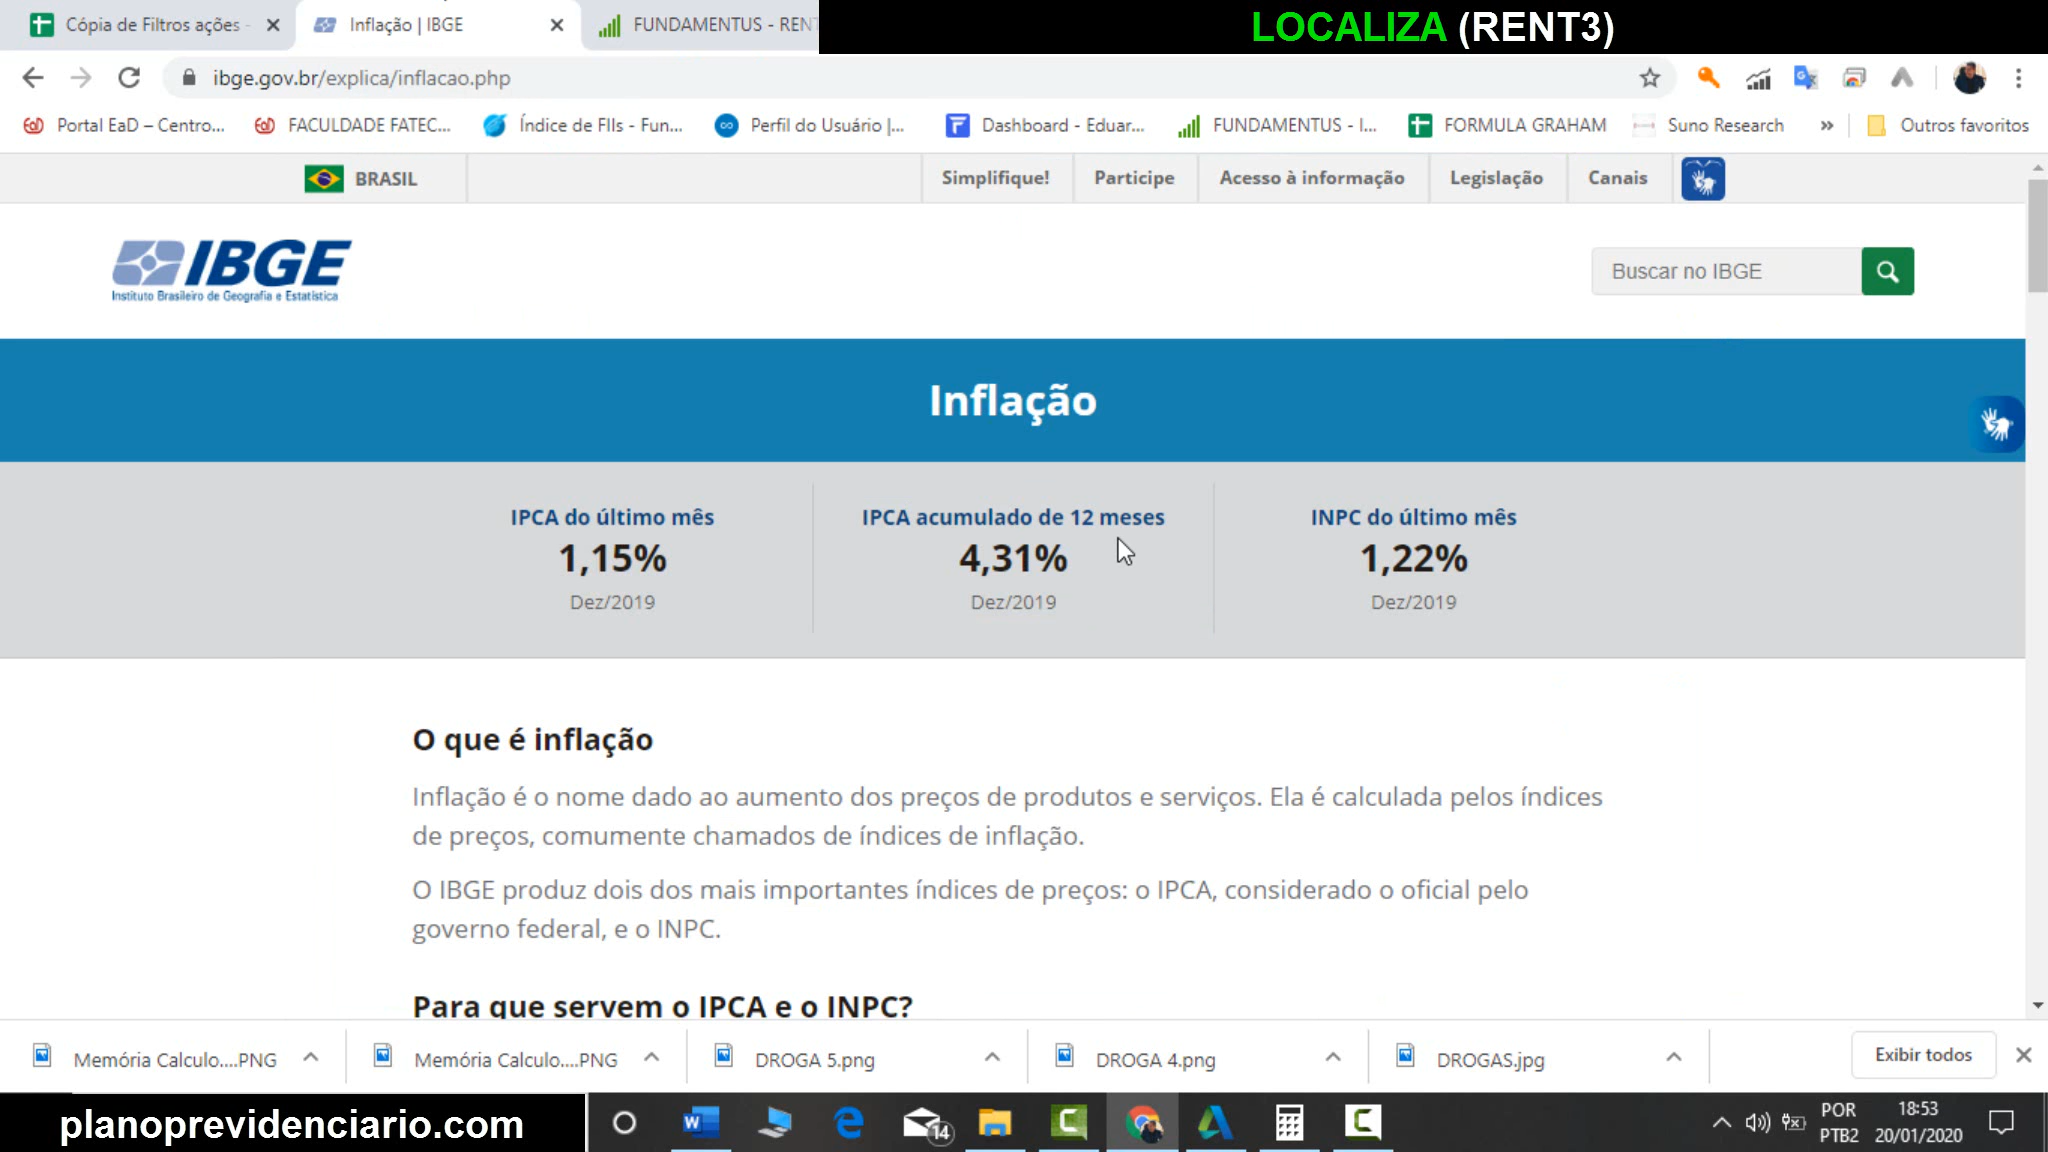 Cópia de Filtros ações -
Inflação | IBGE
FUNDAMENTUS - RENT
LOCALIZA (RENT3)
ibge.gov.br/explica/inflacao.php
Portal EaD – Centro...
FACULDADE FATEC...
Índice de FIIs - Fun...
Perfil do Usuário |...
Dashboard - Eduar...
FUNDAMENTUS - I...
FORMULA GRAHAM
Suno Research
»
Outros favoritos
BRASIL
Simplifique!
Participe
Acesso à informação
Legislação
Canais
IBGE
Instituto Brasileiro de Geografia e Estatística
Buscar no IBGE
Inflação
IPCA do último mês
1,15%
Dez/2019
IPCA acumulado de 12 meses
4,31%
Dez/2019
INPC do último mês
1,22%
Dez/2019
O que é inflação
Inflação é o nome dado ao aumento dos preços de produtos e serviços. Ela é calculada pelos índices
de preços, comumente chamados de índices de inflação.
O IBGE produz dois dos mais importantes índices de preços: o IPCA, considerado o oficial pelo
governo federal, e o INPC.
Para que servem o IPCA e o INPC?
Memória Calculo....PNG
Memória Calculo....PNG
DROGA 5.png
DROGA 4.png
DROGAS.jpg
Exibir todos
planoprevidenciario.com
14
POR
PTB2
18:53
20/01/2020